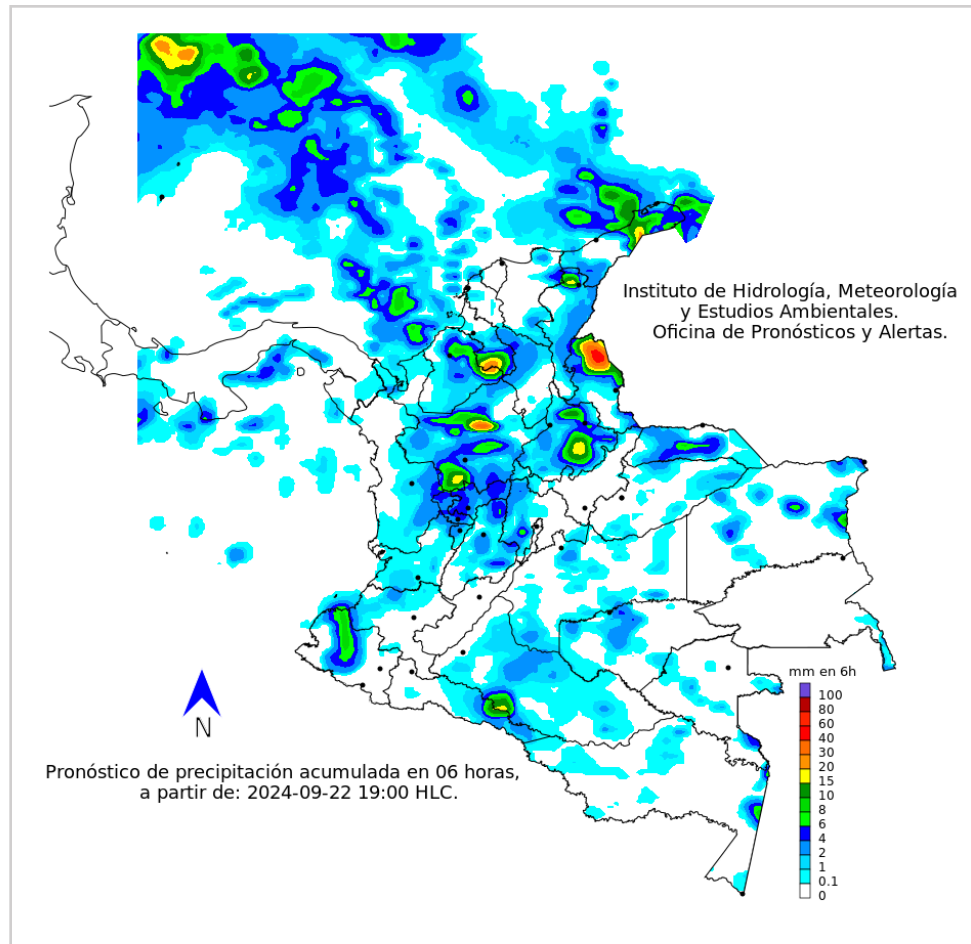 Instituto de Hidrología, Meteorología
y Estudios Ambientales.
Oficina de Pronósticos y Alertas.
mm en 6h
100
80
60
40
30
20
15
10
8
6
4
2
1
0.1
0
N
Pronóstico de precipitación acumulada en 06 horas,
a partir de: 2024-09-22 19:00 HLC.